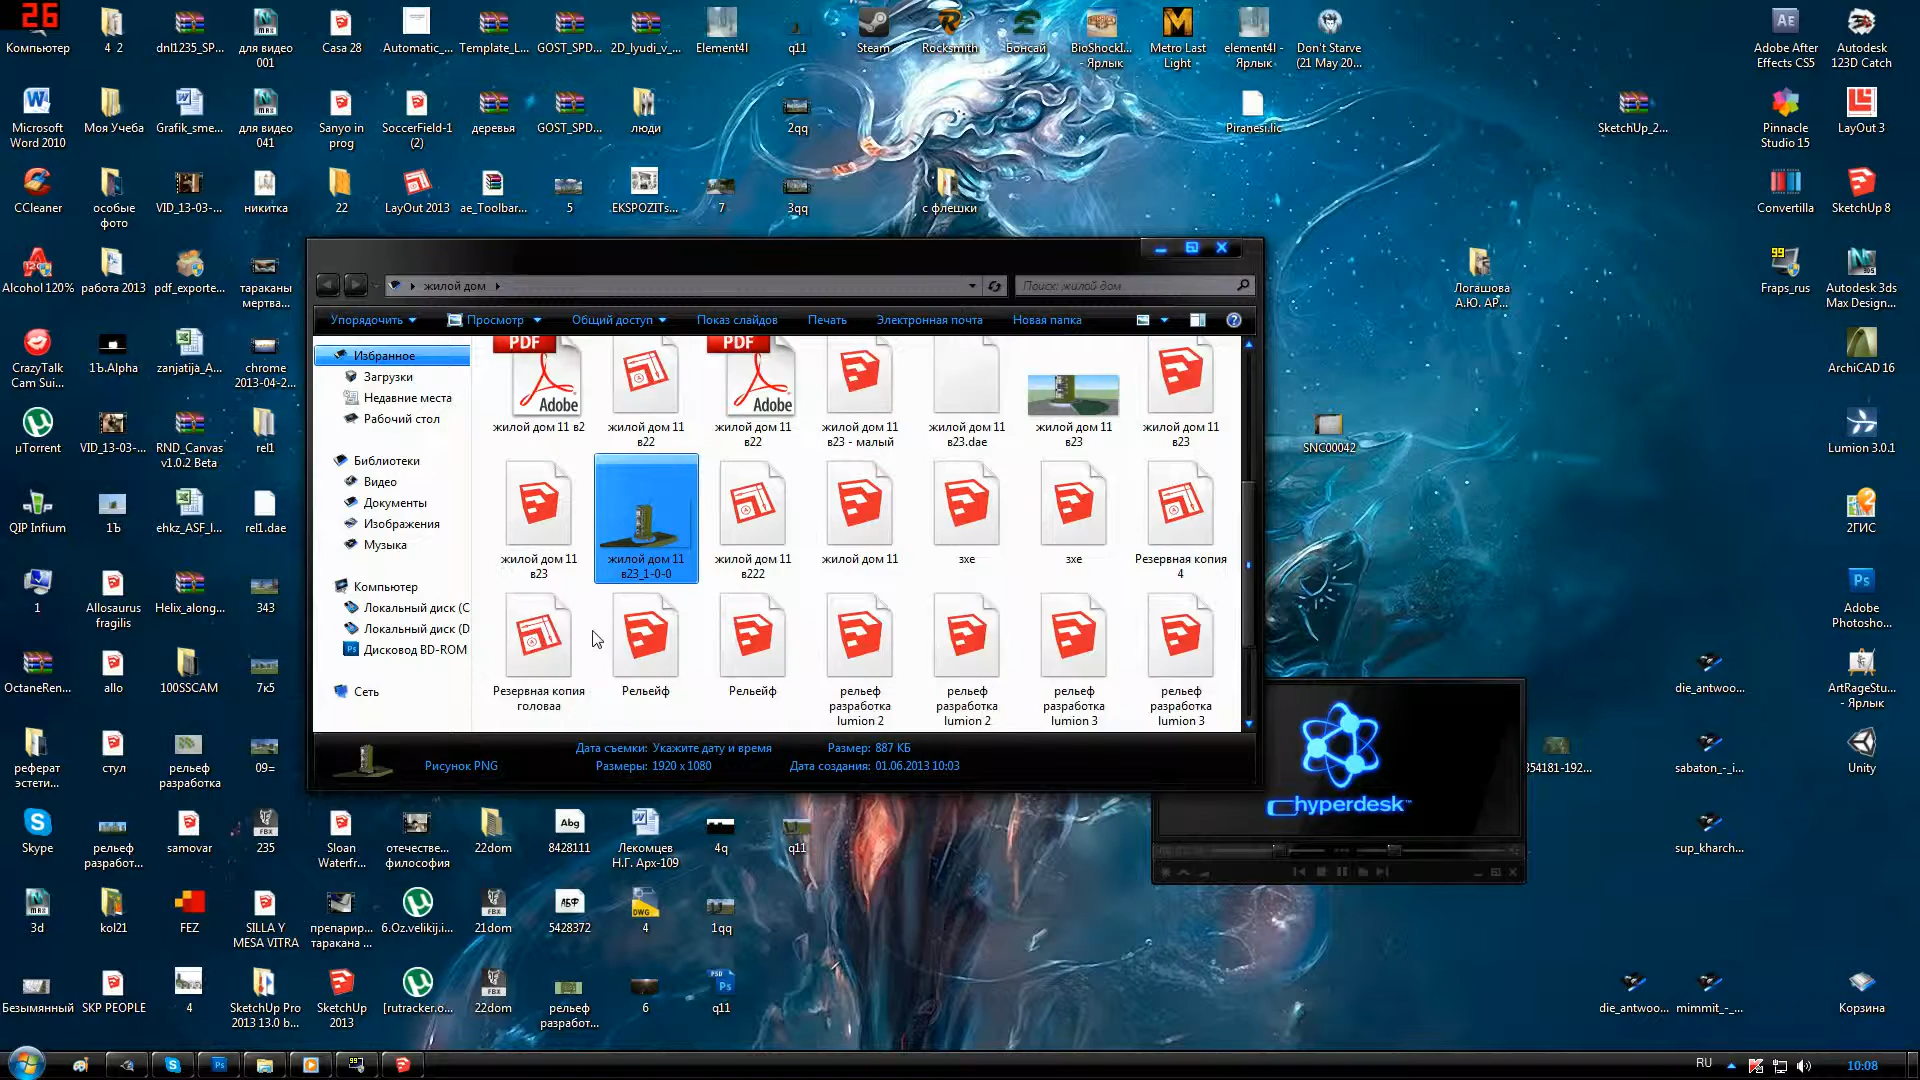 26
Компьютер
4 2
dnl1235_SP...
для видео
001
Casa 28
Automatic_...
Template_L...
GOST_SPD...
2D_lyudi_v_...
Element4l
q11
Steam
Rocksmith
Бонсай
BioShockI...
- Ярлык
Metro Last
Light
element4l -
Ярлык
Don't Starve
(21 May 20...
Adobe After
Effects CS5
Autodesk
123D Catch
Microsoft
Word 2010
Моя Учеба
Grafik_sme...
для видео
041
Sanyo in
prog
SoccerField-1
(2)
деревья
GOST_SPD...
люди
2qq
Piranesi.lic
SketchUp_2...
Pinnacle
Studio 15
LayOut 3
CCleaner
особые
фото
VID_13-03-...
никитка
22
LayOut 2013
ae_Toolbar...
5
EKSPOZITs...
7
3qq
с флешки
Convertilla
SketchUp 8
Alcohol 120%
работа 2013
pdf_exporte...
тараканы
мертва...
Логашова
А.Ю. АР...
Fraps_rus
Autodesk 3ds
Max Design...
CrazyTalk
Cam Sui...
1Ъ.Alpha
zanjatija_A...
chrome
2013-04-2...
ArchiCAD 16
µTorrent
VID_13-03-...
RND_Canvas
v1.0.2 Beta
rel1
SNC00042
Lumion 3.0.1
QIP Infium
1Ъ
ehkz_ASF_I...
rel1.dae
2ГИС
1
Allosaurus
fragilis
Helix_along...
343
Adobe
Photosho...
OctaneRen...
allo
100SSCAM
7к5
die_antwoo...
ArtRageStu...
- Ярлык
реферат
эстети...
стул
рельеф
разработка
09=
354181-192...
sabaton_-_i...
Unity
жилой дом
Поиск: жилой дом
Упорядочить
Просмотр
Общий доступ
Показ слайдов
Печать
Электронная почта
Новая папка
Избранное
Загрузки
Недавние места
Рабочий стол
Библиотеки
Видео
Документы
Изображения
Музыка
Компьютер
Локальный диск (C
Локальный диск (D
Дисковод BD-ROM
Сеть
PDF
Adobe
жилой дом 11 в2
жилой дом 11
в22
PDF
Adobe
жилой дом 11
в22
жилой дом 11
в23 - малый
жилой дом 11
в23.dae
жилой дом 11
в23
жилой дом 11
в23
жилой дом 11
в23
жилой дом 11
в23_1-0-0
жилой дом 11
в222
жилой дом 11
зхе
зхе
Резервная копия
4
Резервная копия
головаа
Рельейф
Рельейф
рельеф
разработка
lumion 2
рельеф
разработка
lumion 2
рельеф
разработка
lumion 3
рельеф
разработка
lumion 3
Рисунок PNG
Дата съемки: Укажите дату и время
Размеры: 1920 x 1080
Размер: 887 КБ
Дата создания: 01.06.2013 10:03
hyperdesk™
Skype
рельеф
разработ...
samovar
235
Sloan
Waterfr...
отечестве...
философия
22dom
Abg
8428111
Лекомцев
Н.Г. Арх-109
4q
q11
sup_kharch...
3d
kol21
FEZ
SILLA Y
MESA VITRA
препарир...
таракана ...
6.Oz.velikij.i...
21dom
АБФ
5428372
DWG
4
1qq
Безымянный
SKP PEOPLE
4
SketchUp Pro
2013 13.0 b...
SketchUp
2013
[rutracker.o...
22dom
рельеф
разработ...
6
q11
die_antwoo...
mimmit_-_...
Корзина
RU
10:08